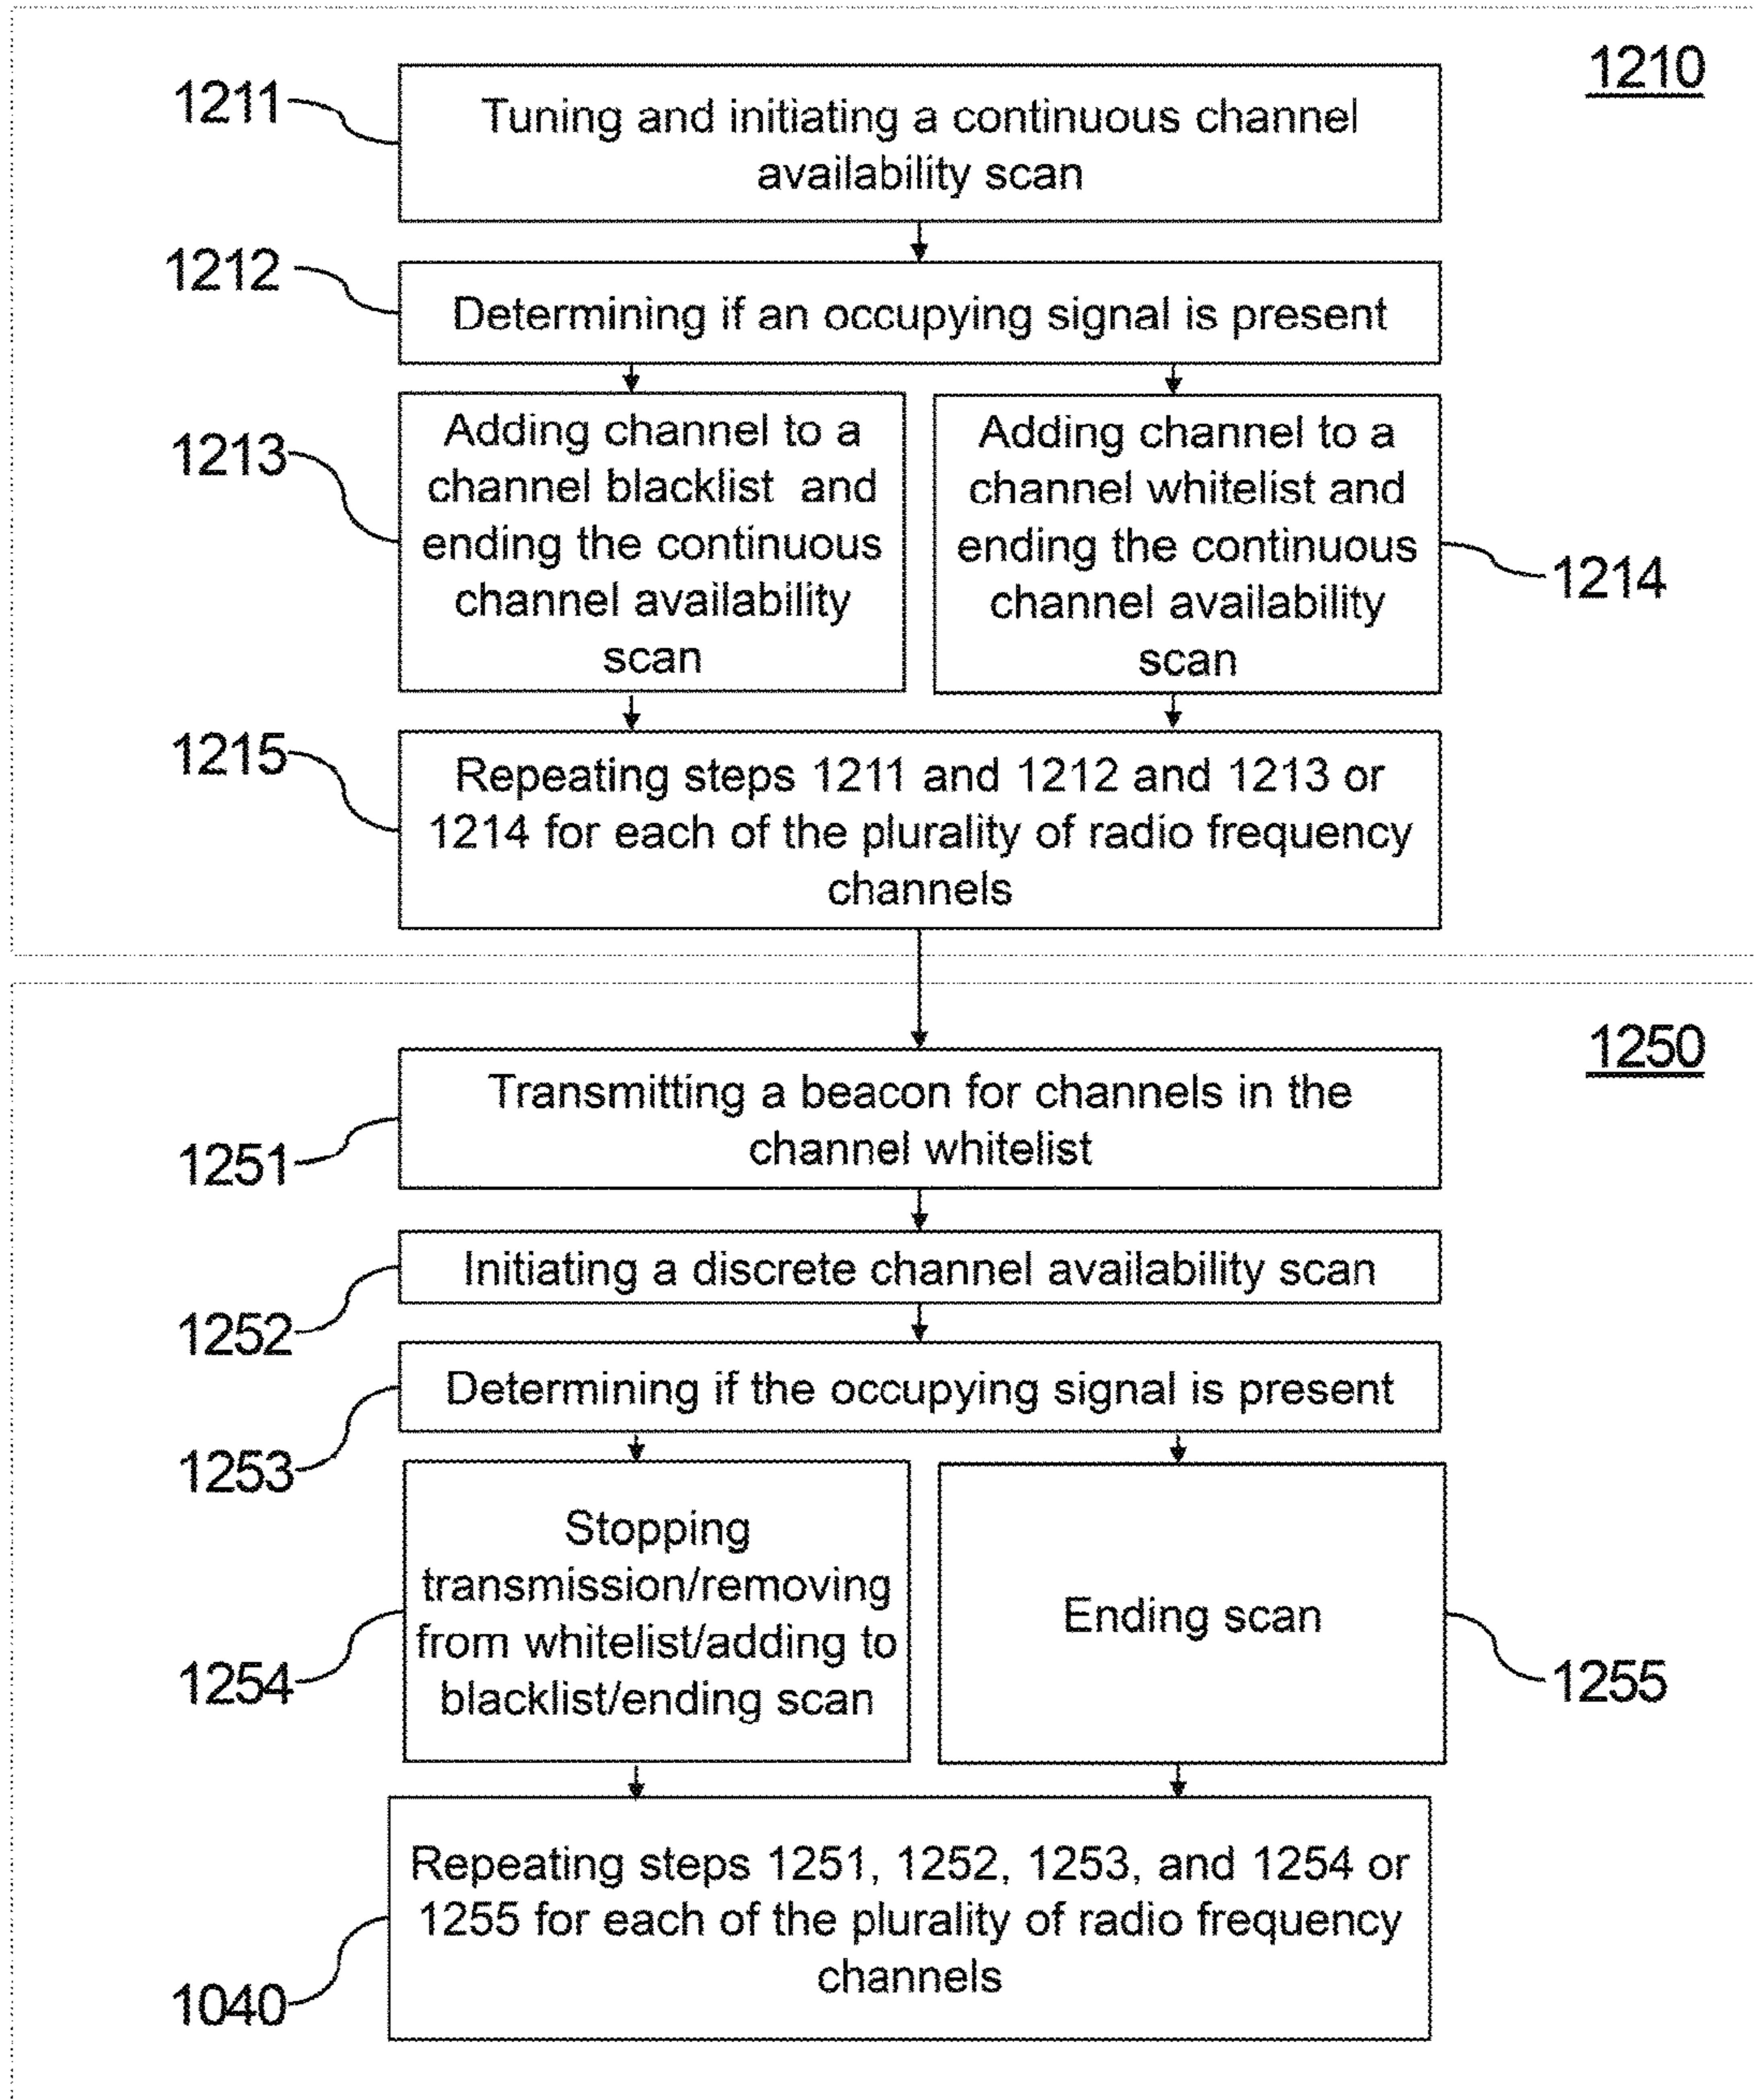 1210
1211
Tuning and initiating a continuous channel
availability scan
1212
Determining if an occupying signal is present
1213
Adding channel to a
channel blacklist and
ending the continuous
channel availability
scan
Adding channel to a
channel whitelist and
ending the continuous
channel availability
scan
1214
1215
Repeating steps 1211 and 1212 and 1213 or
1214 for each of the plurality of radio frequency
channels
1250
Transmitting a beacon for channels in the
channel whitelist
1251
Initiating a discrete channel availability scan
1252
Determining if the occupying signal is present
1253
Stopping
transmission/removing
from whitelist/adding to
blacklist/ending scan
1254
Ending scan
1255
Repeating steps 1251, 1252, 1253, and 1254 or
1255 for each of the plurality of radio frequency
channels
1040